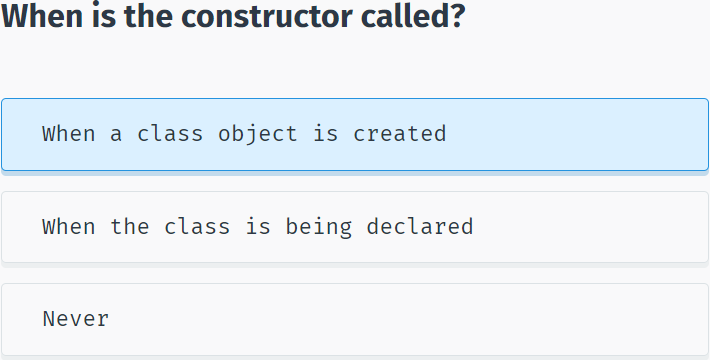 When is the constructor called?
When a class object is created
When the class is being declared
Never